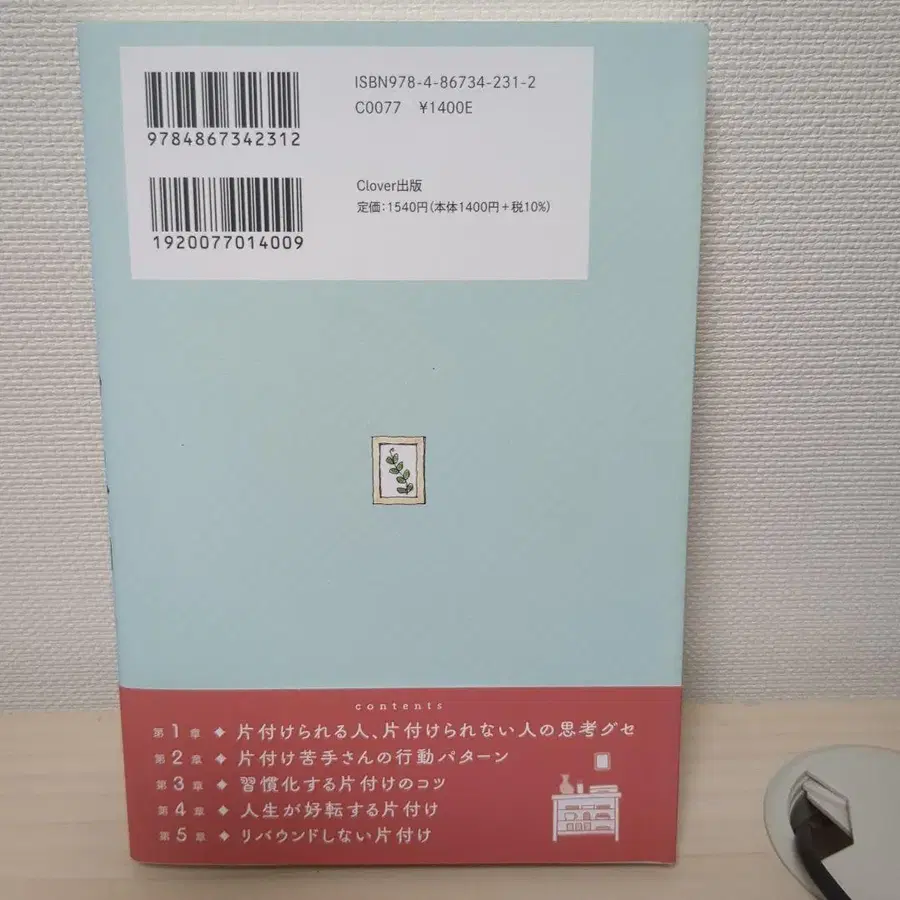 ISBN978-4-86734-231-2
C0077 ¥1400E
9784867342312
Clover出版
定価：1540円（本体1400円＋税10%）
1920077014009
contents
第1章 ◆ 片付けられる人、片付けられない人の思考グセ
第2章 ◆ 片付け苦手さんの行動パターン
第3章 ◆ 習慣化する片付けのコツ
第4章 ◆ 人生が好転する片付け
第5章 ◆ リバウンドしない片付け